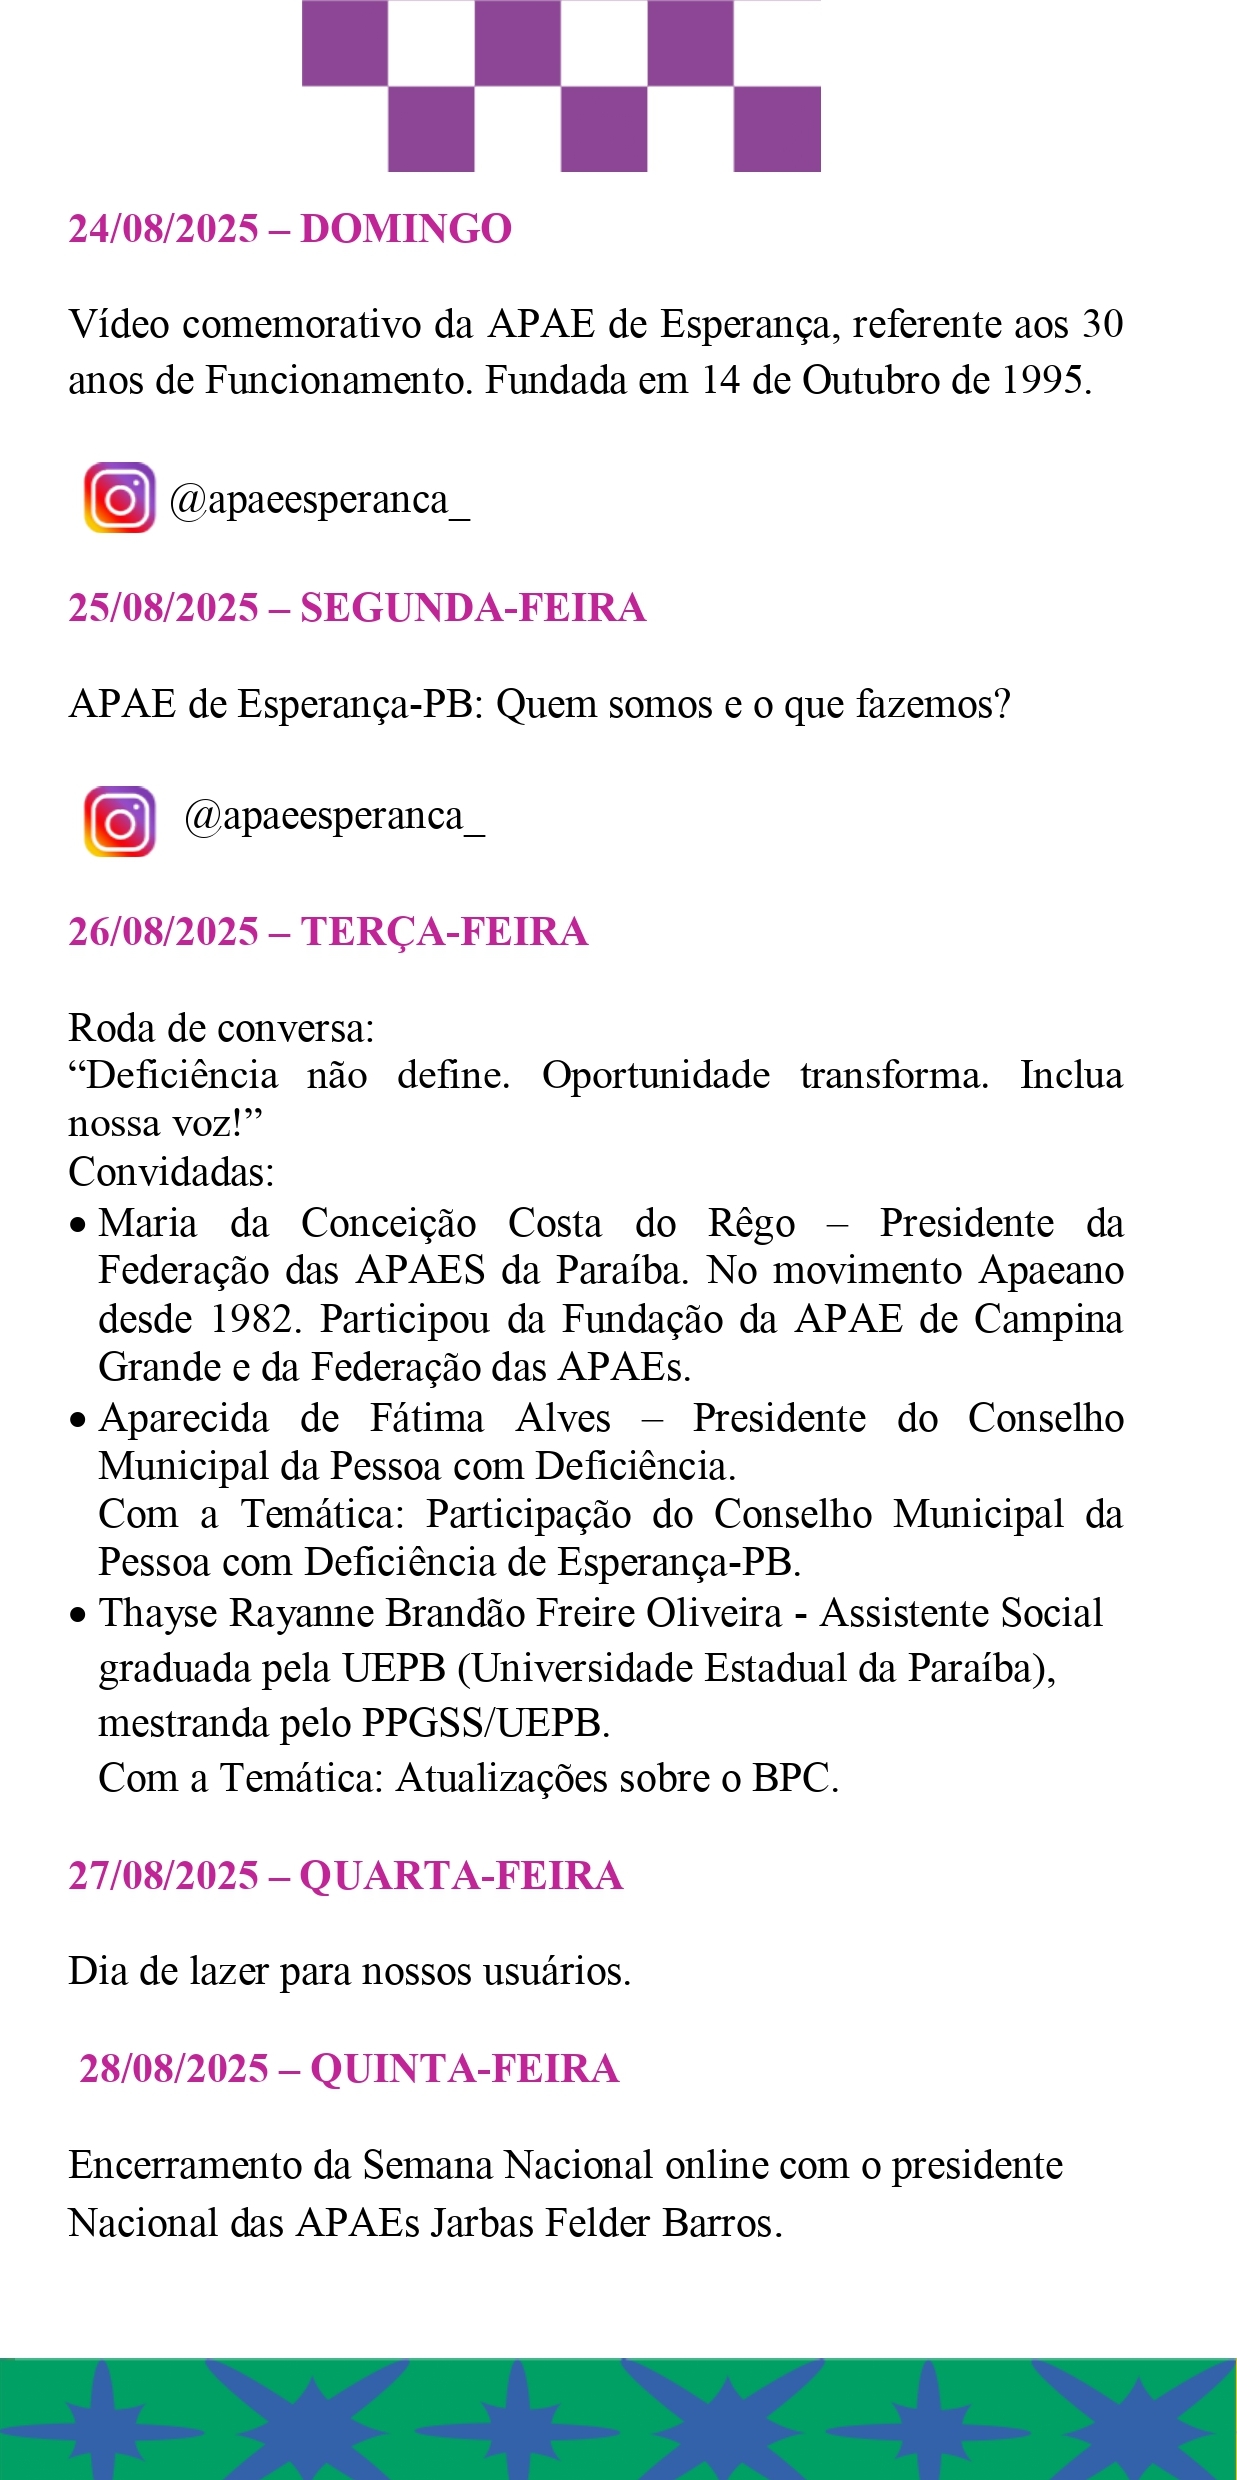 24/08/2025 – DOMINGO
Vídeo comemorativo da APAE de Esperança, referente aos 30
anos de Funcionamento. Fundada em 14 de Outubro de 1995.
@apaeesperanca_
25/08/2025 – SEGUNDA-FEIRA
APAE de Esperança-PB: Quem somos e o que fazemos?
@apaeesperanca_
26/08/2025 – TERÇA-FEIRA
Roda de conversa:
“Deficiência não define. Oportunidade transforma. Inclua
nossa voz!”
Convidadas:
• Maria da Conceição Costa do Rêgo – Presidente da
Federação das APAES da Paraíba. No movimento Apaeano
desde 1982. Participou da Fundação da APAE de Campina
Grande e da Federação das APAEs.
• Aparecida de Fátima Alves – Presidente do Conselho
Municipal da Pessoa com Deficiência.
Com a Temática: Participação do Conselho Municipal da
Pessoa com Deficiência de Esperança-PB.
• Thayse Rayanne Brandão Freire Oliveira - Assistente Social
graduada pela UEPB (Universidade Estadual da Paraíba),
mestranda pelo PPGSS/UEPB.
Com a Temática: Atualizações sobre o BPC.
27/08/2025 – QUARTA-FEIRA
Dia de lazer para nossos usuários.
28/08/2025 – QUINTA-FEIRA
Encerramento da Semana Nacional online com o presidente
Nacional das APAEs Jarbas Felder Barros.